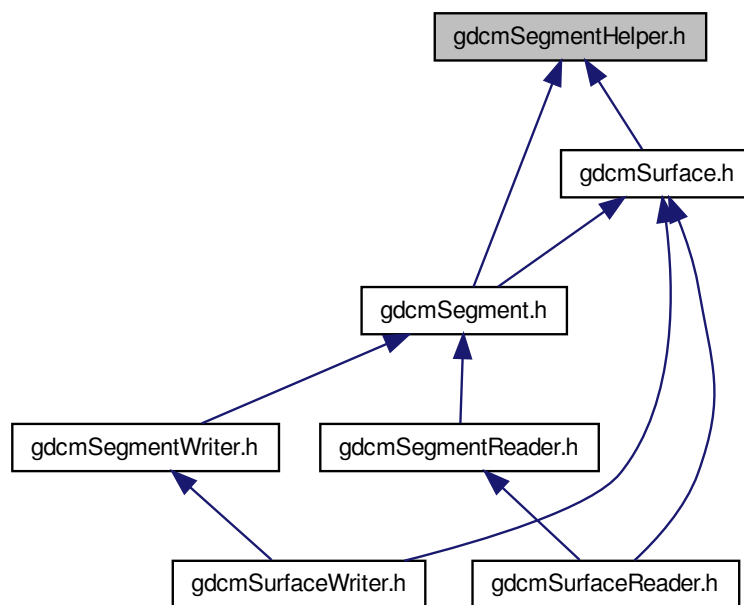 gdcmSegmentHelper.h
gdcmSurface.h
gdcmSegment.h
gdcmSegmentWriter.h
gdcmSegmentReader.h
gdcmSurfaceWriter.h
gdcmSurfaceReader.h